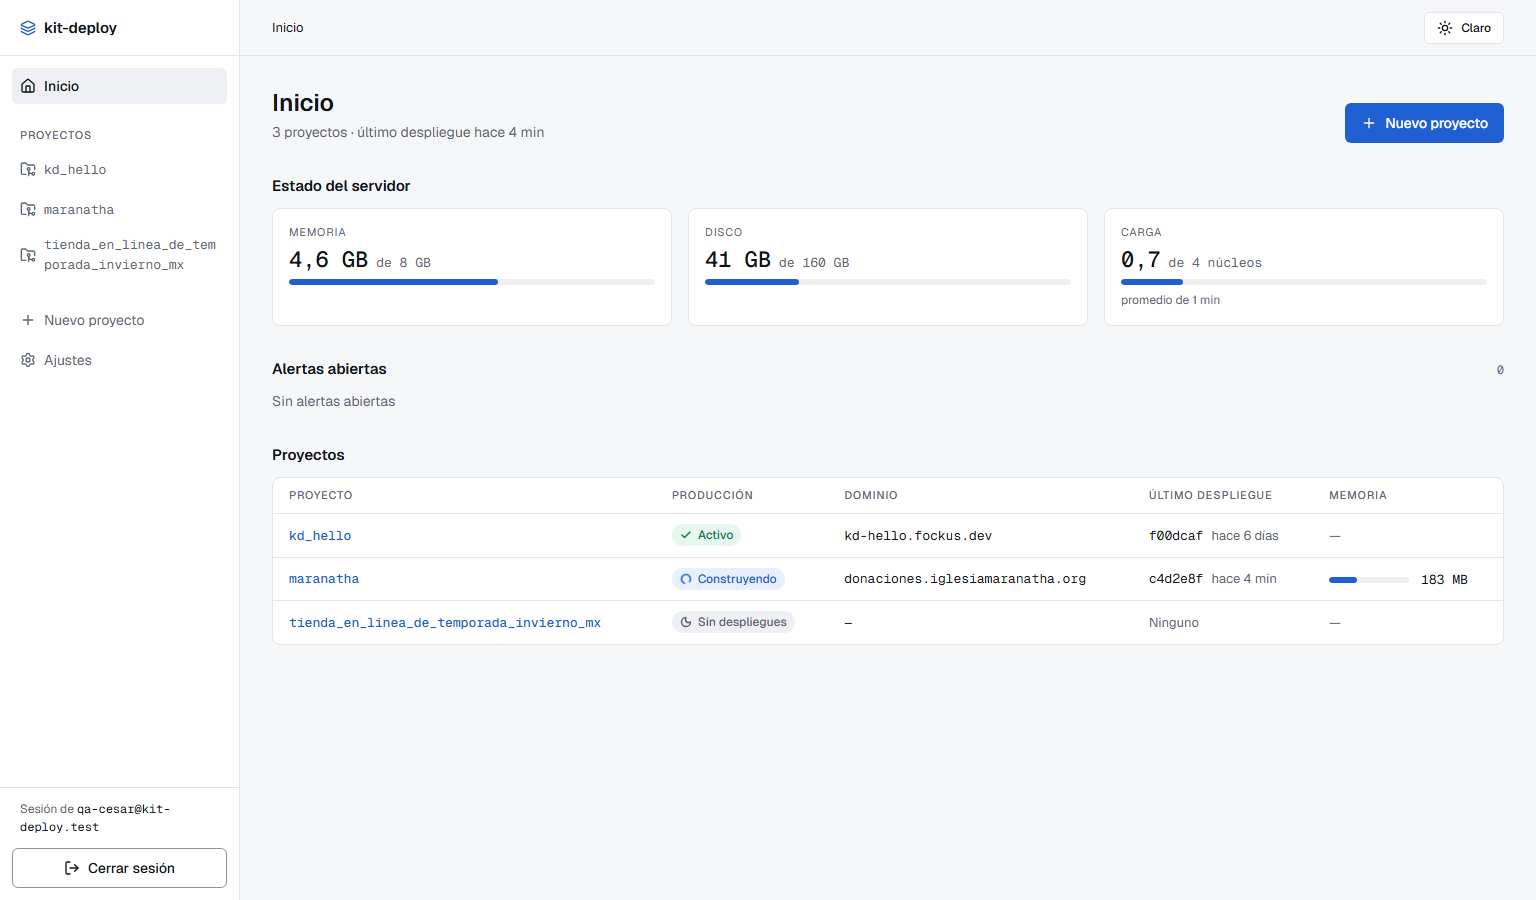 kit-deploy
Inicio
PROYECTOS
kd_hello
maranatha
tienda_en_linea_de_tem
porada_invierno_mx
Nuevo proyecto
Ajustes
Sesión de qa-cesar@kit-
deploy.test
Cerrar sesión
Inicio
Claro
Inicio
3 proyectos · último despliegue hace 4 min
Nuevo proyecto
Estado del servidor
MEMORIA
4,6 GB de 8 GB
DISCO
41 GB de 160 GB
CARGA
0,7 de 4 núcleos
promedio de 1 min
Alertas abiertas
0
Sin alertas abiertas
Proyectos
PROYECTO PRODUCCIÓN DOMINIO ÚLTIMO DESPLIEGUE MEMORIA
kd_hello Activo kd-hello.fockus.dev f00dcaf hace 6 días —
maranatha Construyendo donaciones.iglesiamaranatha.org c4d2e8f hace 4 min 183 MB
tienda_en_linea_de_temporada_invierno_mx Sin despliegues — Ninguno —